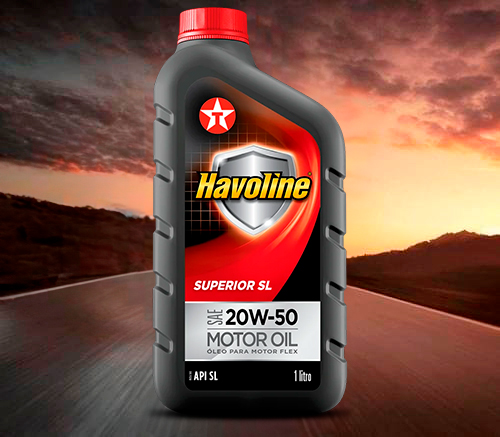 T
Havoline
SUPERIOR SL
SAE 20W-50
MOTOR OIL
ÓLEO PARA MOTOR FLEX
API SL
1 litro